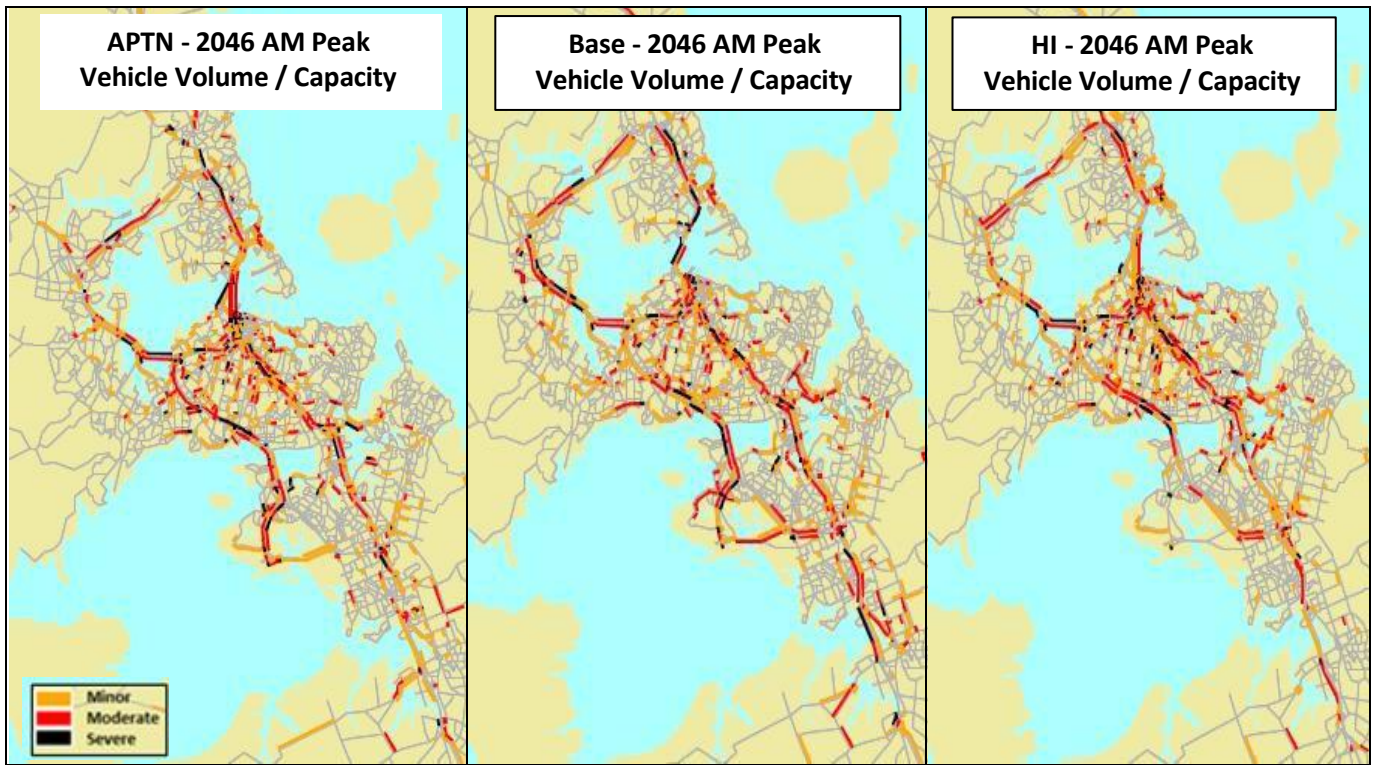 APTN - 2046 AM Peak
Vehicle Volume / Capacity
Base - 2046 AM Peak
Vehicle Volume / Capacity
HI - 2046 AM Peak
Vehicle Volume / Capacity
Minor
Moderate
Severe